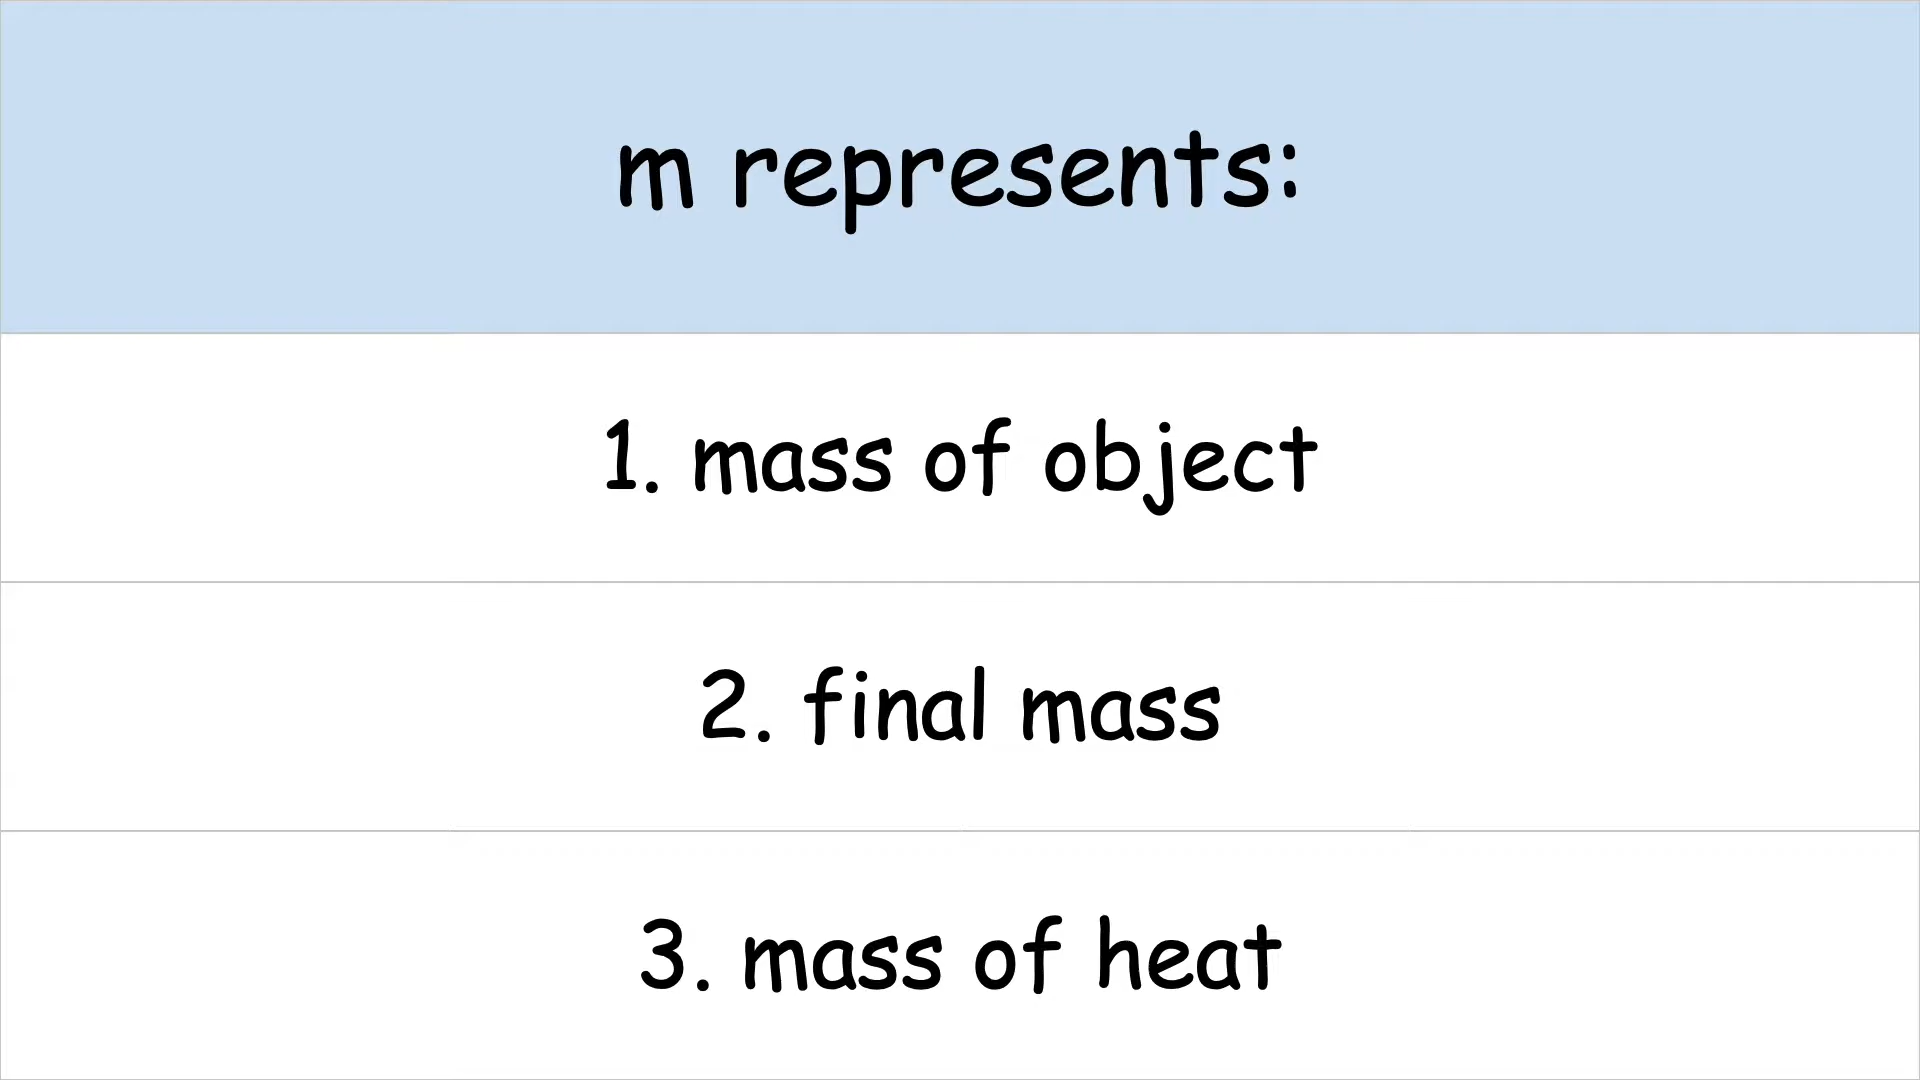 m represents:
1. mass of object
2. final mass
3. mass of heat